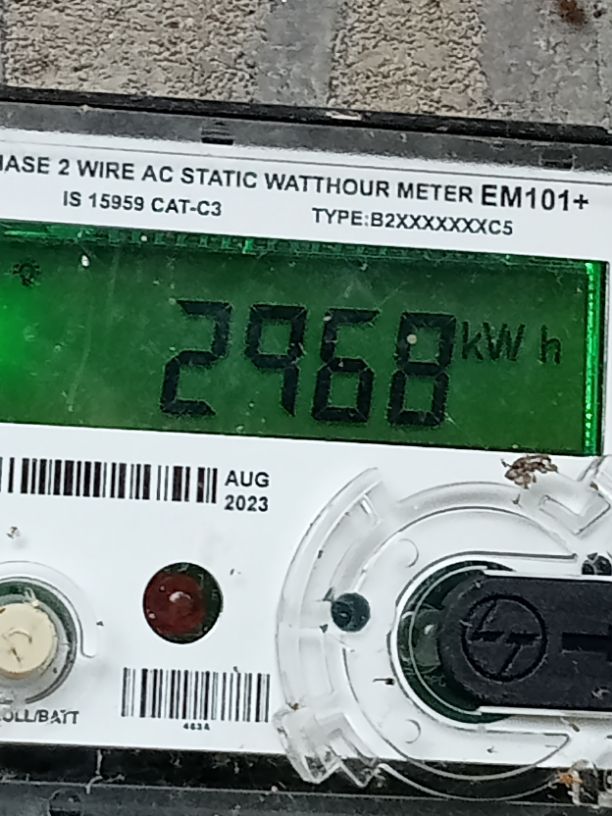 HASE 2 WIRE AC STATIC WATTHOUR METER EM101+
IS 15959 CAT-C3 TYPE:B2XXXXXXXC5
2968 kWh
AUG
2023
OLL/BATT